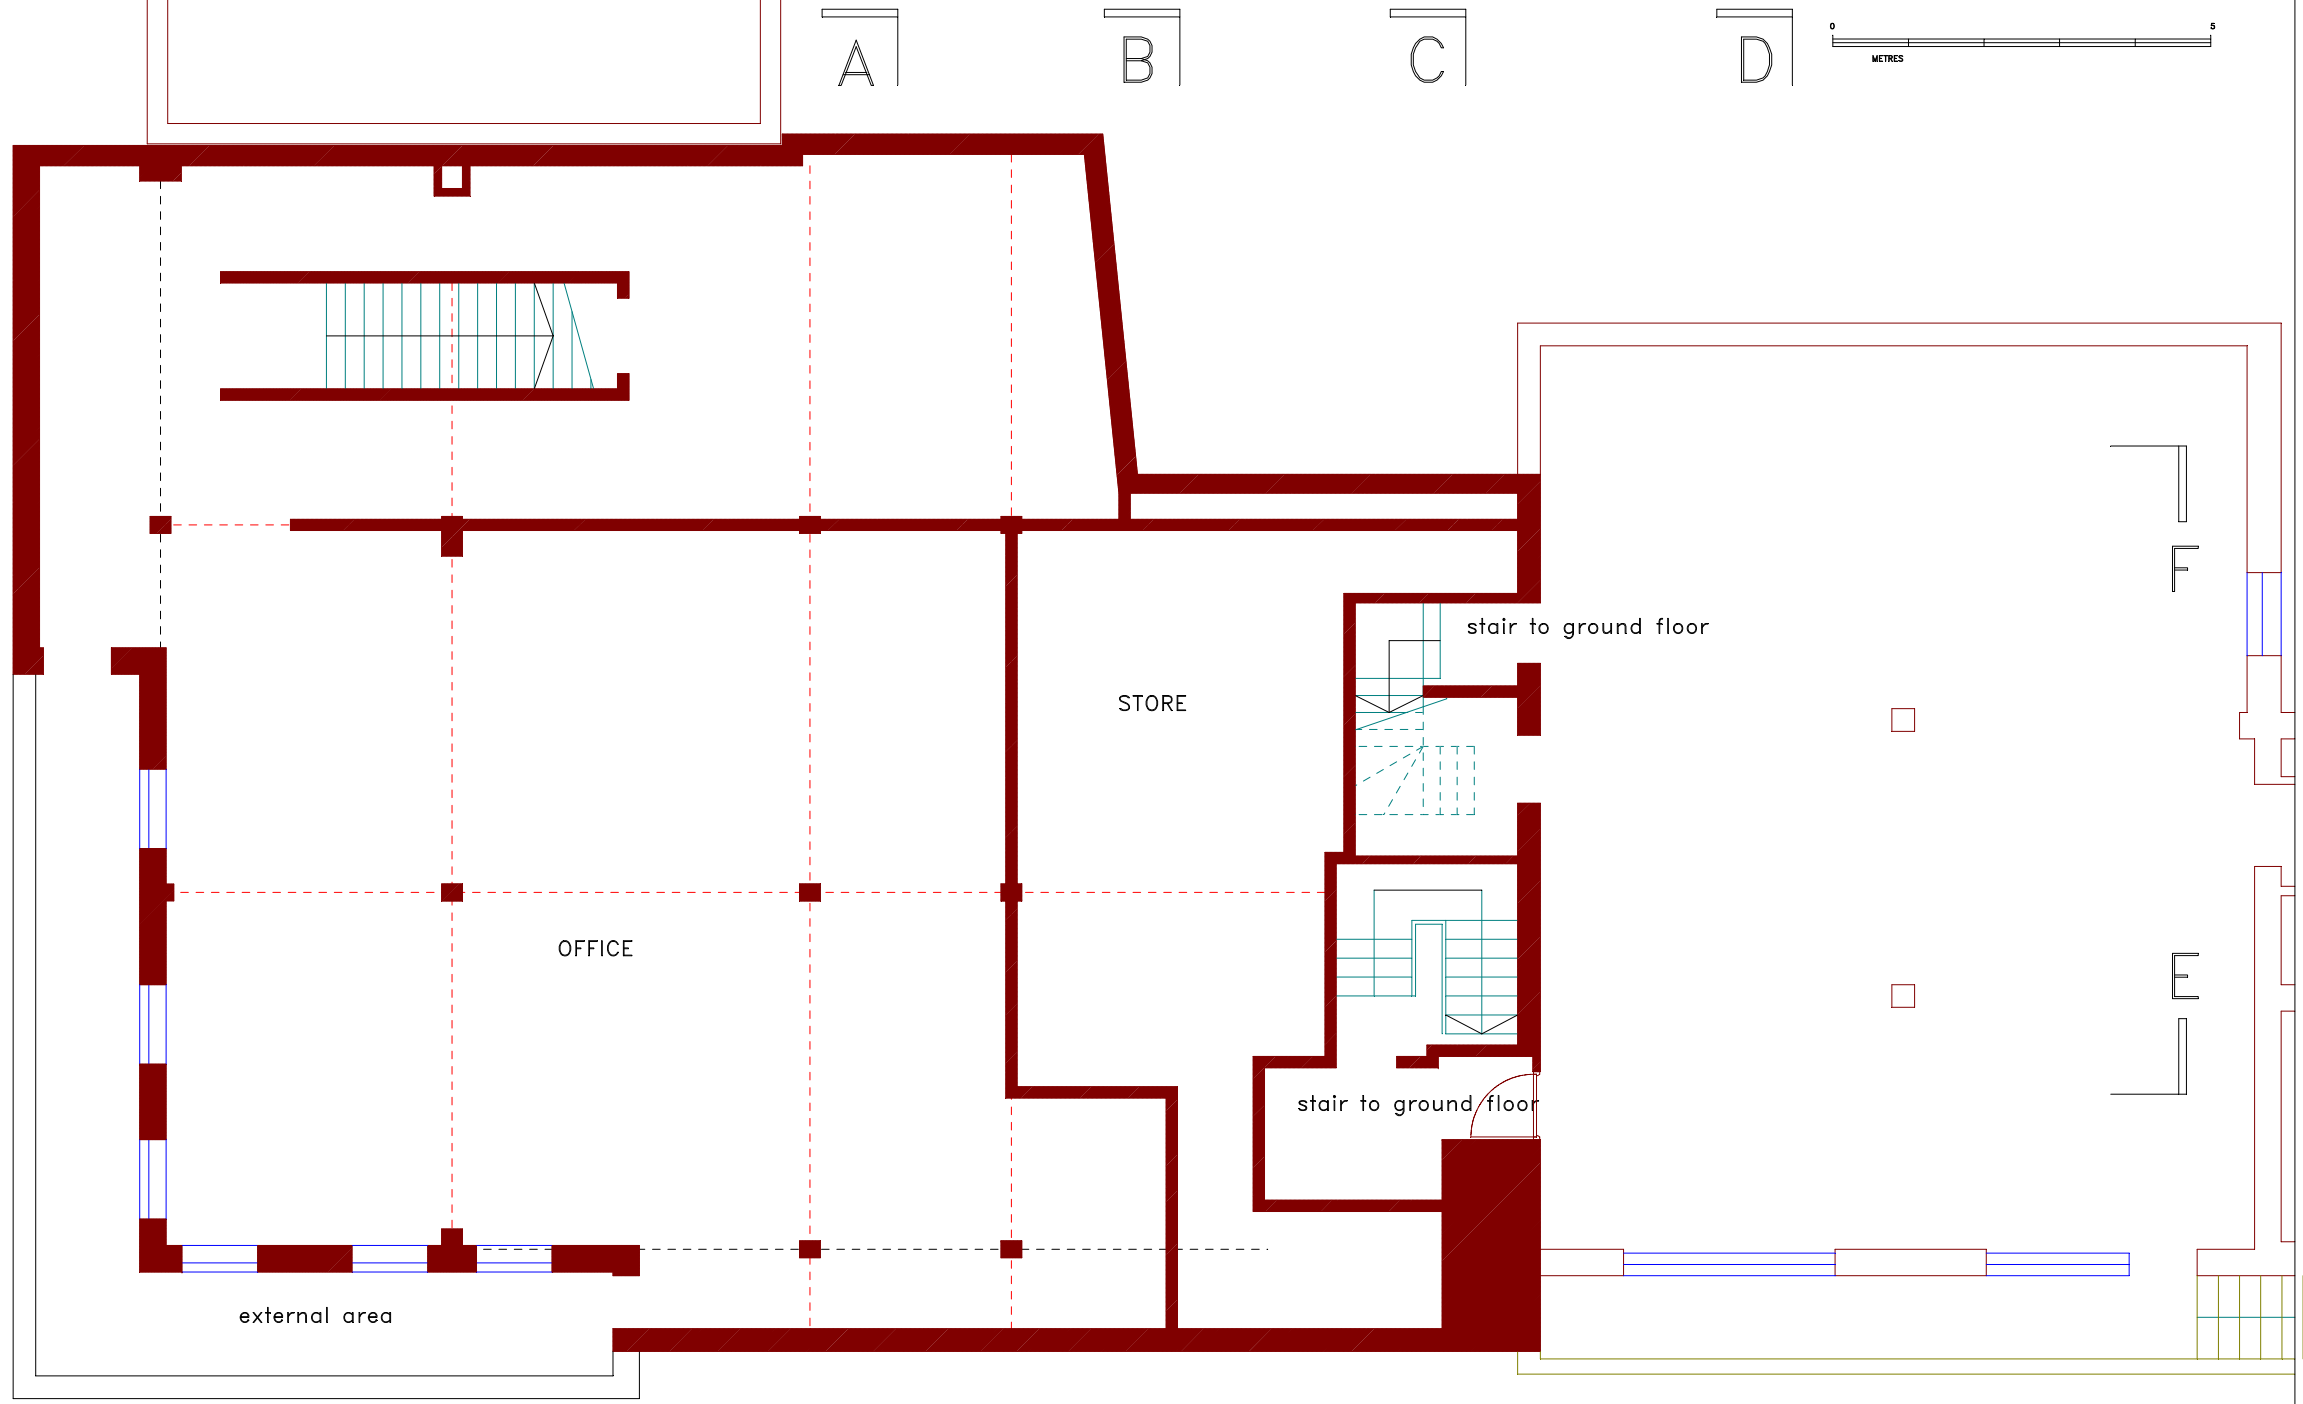 A
B
C
D
0 5
METRES
F
stair to ground floor
STORE
OFFICE
E
stair to ground floor
external area